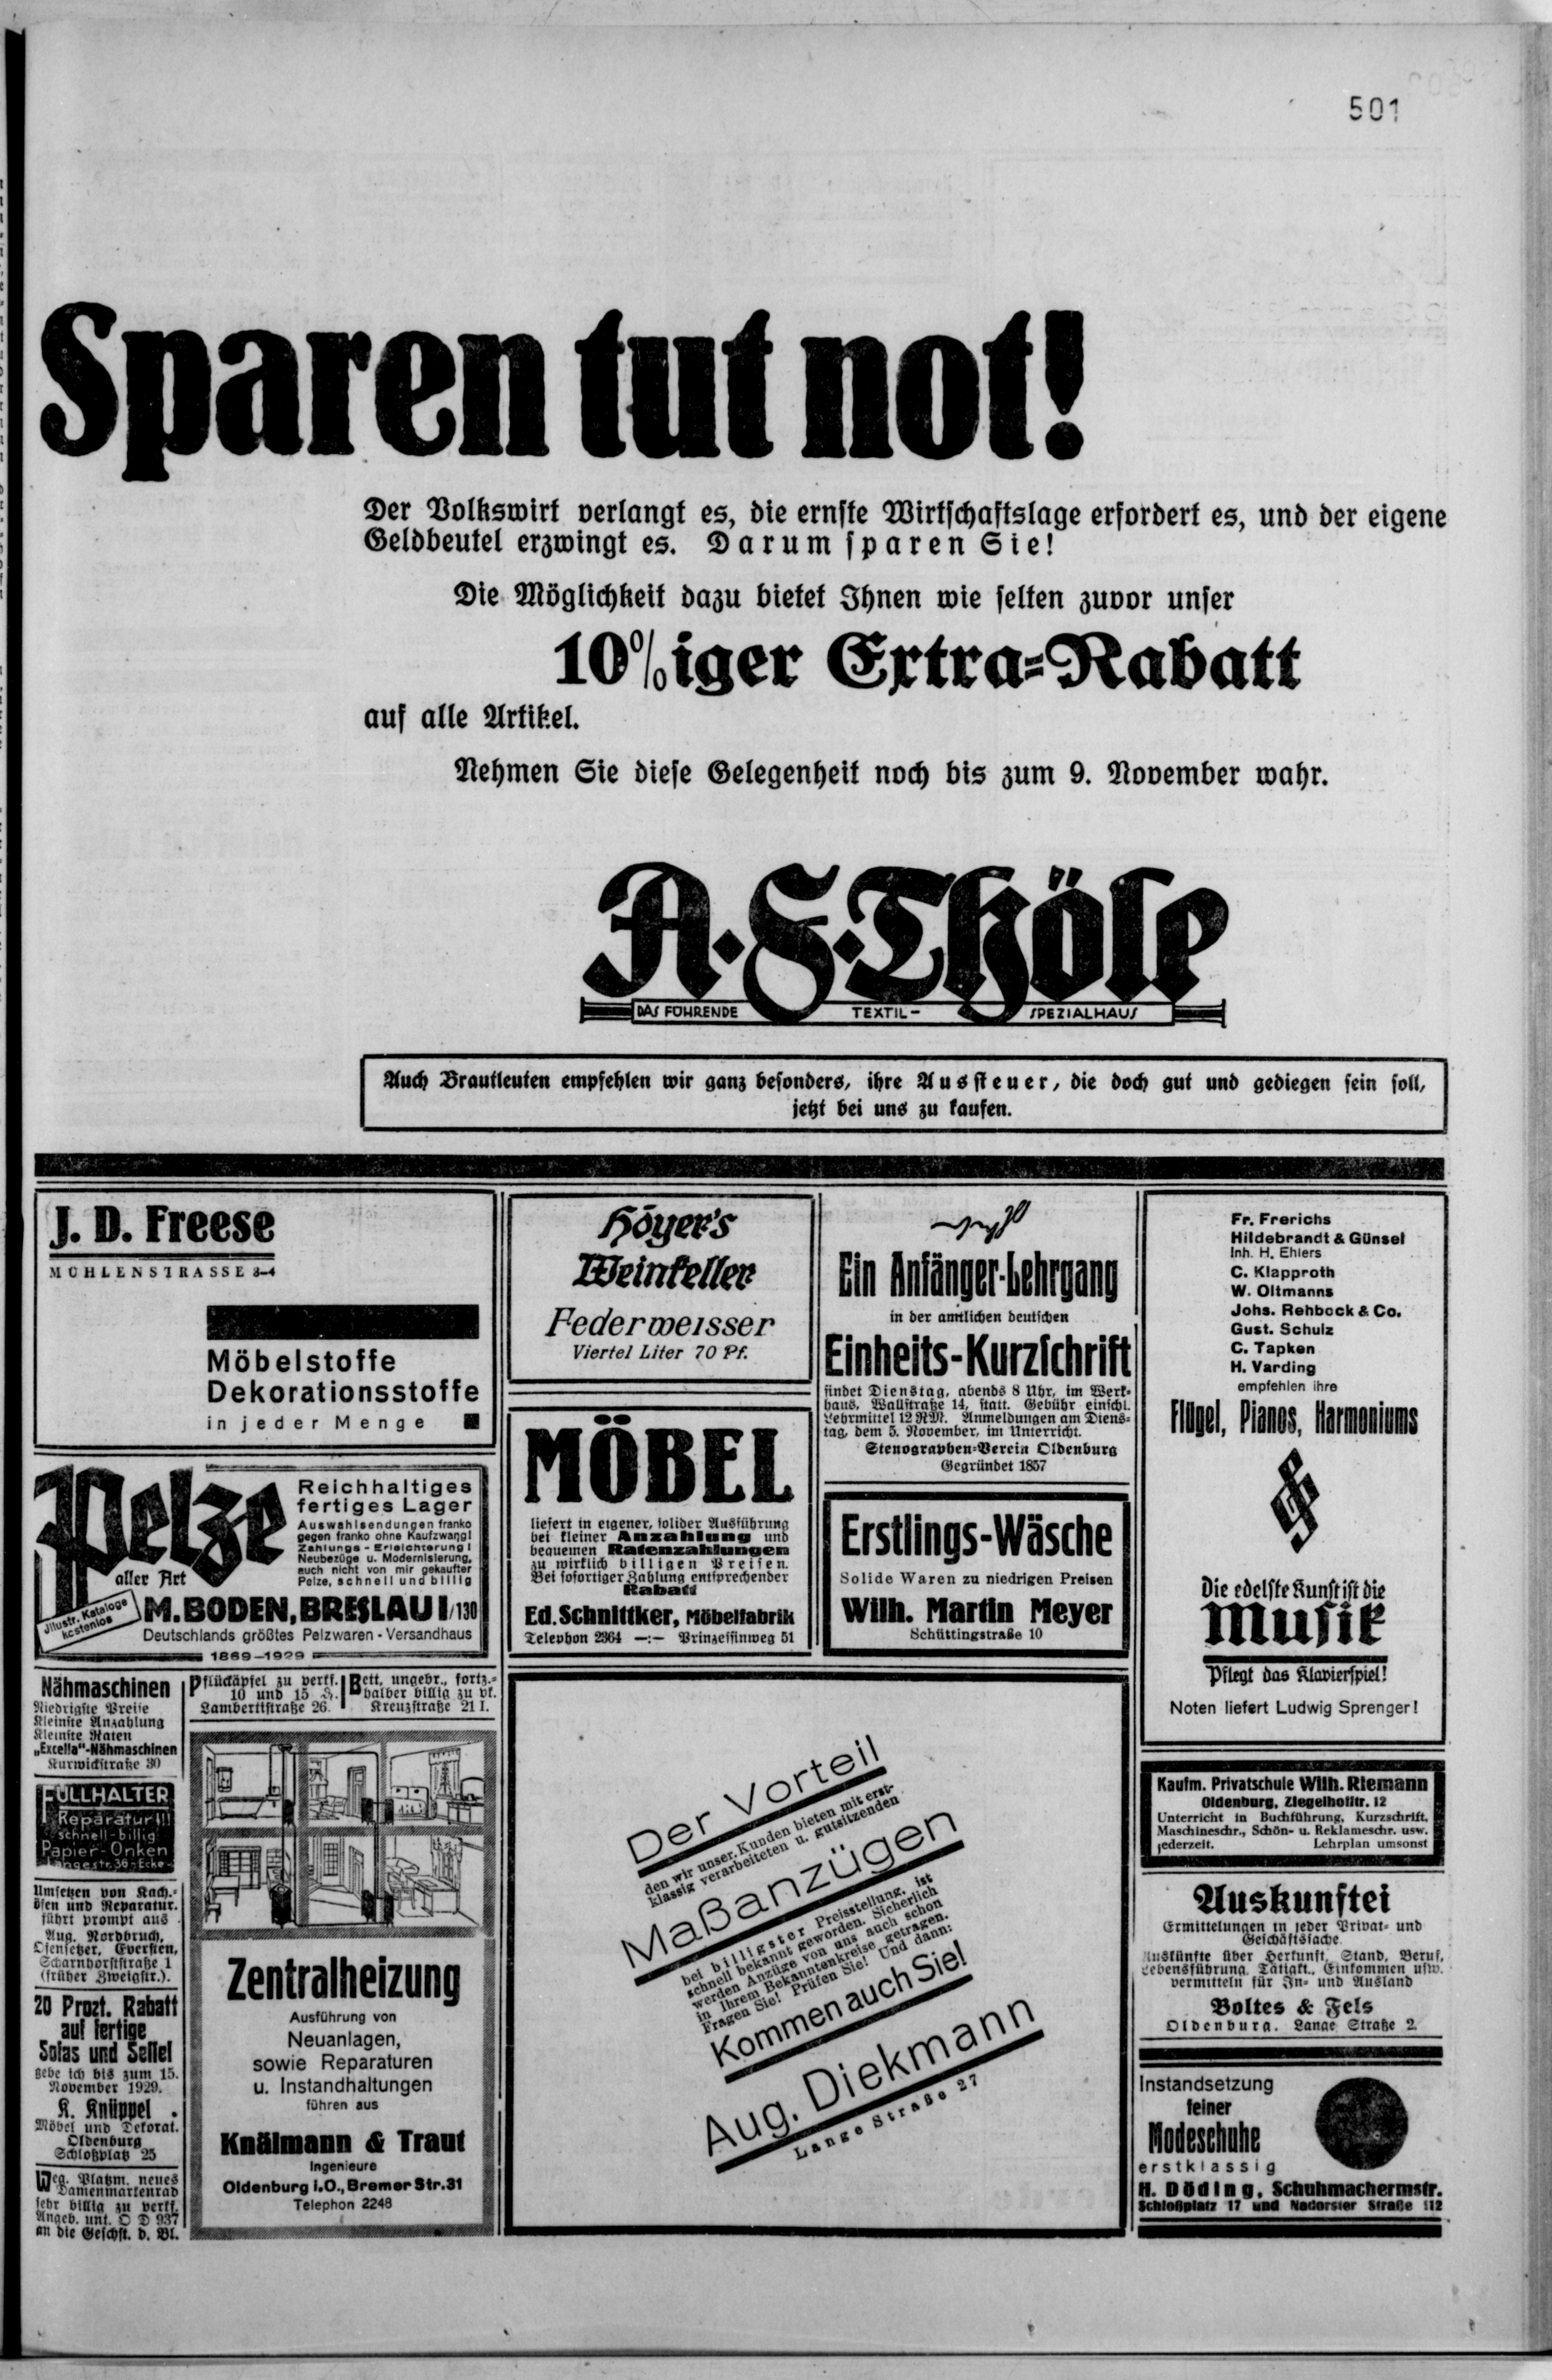 501
Sparen tut not!
Der Volkswirt verlangt es, die ernste Wirtschaftslage erfordert es, und der eigene
Geldbeutel erzwingt es. Darum sparen Sie!
Die Möglichkeit dazu bietet Ihnen wie selten zuvor unser
10%iger Extra=Rabatt
auf alle Artikel.
Nehmen Sie diese Gelegenheit noch bis zum 9. November wahr.
A.F.Thöle
DAS FÜHRENDE TEXTIL- SPEZIALHAUS
Auch Brautleuten empfehlen wir ganz besonders, ihre Aussteuer, die doch gut und gediegen sein soll,
jetzt bei uns zu kaufen.
J. D. Freese
MÜHLENSTRASSE 3-4
Möbelstoffe
Dekorationsstoffe
in jeder Menge
Pelze
aller Art
Reichhaltiges
fertiges Lager
Auswahlsendungen franko
gegen franko ohne Kaufzwang!
Zahlungs-Erleichterung!
Neubezüge u. Modernisierung,
auch nicht von mir gekaufter
Pelze, schnell und billig
Jllustr. Kataloge
kostenlos
M. BODEN, BRESLAU I/130
Deutschlands größtes Pelzwaren-Versandhaus
1869-1929
Nähmaschinen
Niedrigste Preise
Kleinste Anzahlung
Kleinste Raten
„Excella"-Nähmaschinen
Kurwickstraße 30
FÜLLHALTER
Reparatur!!!
schnell-billig
Papier-Onken
Langestr. 36-Ecke
Umsetzen von Kach.-
öfen und Reparatur.
führt prompt aus
Aug. Nordbruch,
Ofensetzer, Eversten,
Scharnhorststraße 1
(früher Zweigstr.).
20 Prozt. Rabatt
auf fertige
Sofas und Sessel
gebe ich bis zum 15.
November 1929.
K. Knüppel
Möbel und Dekorat.
Oldenburg
Schloßplatz 25
Weg. Platzm. neues
Damenmarkenrad
sehr billig zu verkf.
Angeb. unt. O D 937
an die Geschst. d. Bl.
Pflückäpfel zu verkf.
10 und 15 ₰.
Lambertistraße 26.
Bett, ungebr., fortz.-
halber billig zu vk.
Kreuzstraße 21 I.
Zentralheizung
Ausführung von
Neuanlagen,
sowie Reparaturen
u. Instandhaltungen
führen aus
Knälmann & Traut
Ingenieure
Oldenburg i.O., Bremer Str.31
Telephon 2248
Höyer's
Weinkeller
Federweisser
Viertel Liter 70 Pf.
MÖBEL
liefert in eigener, solider Ausführung
bei kleiner Anzahlung und
bequemen Ratenzahlungen
zu wirklich billigen Preisen.
Bei sofortiger Zahlung entsprechender
Rabatt
Ed. Schnittker, Möbelfabrik
Telephon 2364 —:— Prinzessinweg 51
Ein Anfänger-Lehrgang
in der amtlichen deutschen
Einheits-Kurzschrift
findet Dienstag, abends 8 Uhr, im Werk-
haus, Wallstraße 14, statt. Gebühr einschl.
Lehrmittel 12 RM. Anmeldungen am Diens-
tag, dem 5. November, im Unterricht.
Stenographen-Verein Oldenburg
Gegründet 1857
Erstlings-Wäsche
Solide Waren zu niedrigen Preisen
Wilh. Martin Meyer
Schüttingstraße 10
Der Vorteil
den wir unser. Kunden bieten mit erst-
klassig verarbeiteten u. gutsitzenden
Maßanzügen
bei billigster Preisstellung, ist
schnell bekannt geworden. Sicherlich
werden Anzüge von uns auch schon
in Ihrem Bekanntenkreise getragen.
Fragen Sie! Prüfen Sie! Und dann:
Kommen auch Sie!
Aug. Diekmann
Lange Straße 27
Fr. Frerichs
Hildebrandt & Günsel
Inh. H. Ehlers
C. Klapproth
W. Oltmanns
Johs. Rehbock & Co.
Gust. Schulz
C. Tapken
H. Varding
empfehlen ihre
Flügel, Pianos, Harmoniums
Die edelste Kunst ist die
Musik
Pflegt das Klavierspiel!
Noten liefert Ludwig Sprenger!
Kaufm. Privatschule Wilh. Riemann
Oldenburg, Ziegelhofstr. 12
Unterricht in Buchführung, Kurzschrift,
Maschineschr., Schön- u. Reklameschr. usw.
jederzeit. Lehrplan umsonst
Auskunftei
Ermittelungen in jeder Privat- und
Geschäftssache
Auskünfte über Herkunft, Stand, Beruf,
Lebensführung, Tätigkt., Einkommen usw.
vermitteln für In- und Ausland
Boltes & Fels
Oldenburg. Lange Straße 2
Instandsetzung
feiner
Modeschuhe
erstklassig
H. Döding, Schuhmachermstr.
Schloßplatz 17 und Nadorster Straße 112